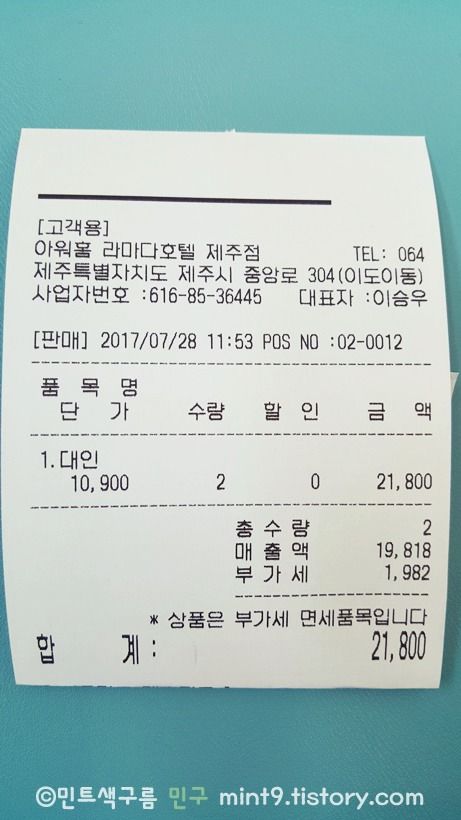 [고객용]
아워홀 라마다호텔 제주점 TEL: 064
제주특별자치도 제주시 중앙로 304(이도이동)
사업자번호 :616-85-36445 대표자 :이승우
[판매] 2017/07/28 11:53 POS NO :02-0012
품 목 명
단 가 수량 할 인 금 액
1.대인
10,900 2 0 21,800
총 수 량 2
매 출 액 19,818
부 가 세 1,982
* 상품은 부가세 면세품목입니다
합 계: 21,800
©민트색구름 민구 mint9.tistory.com